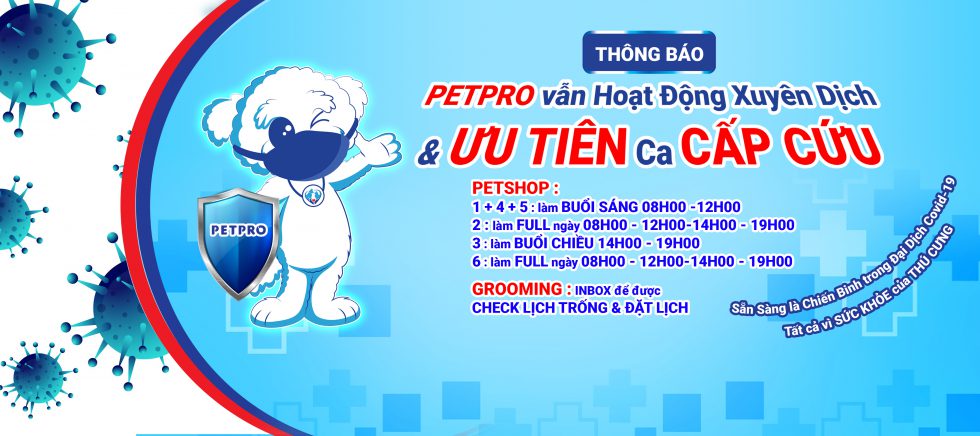 THÔNG BÁO
PETPRO vẫn Hoạt Động Xuyên Dịch
& ƯU TIÊN Ca CẤP CỨU
PETSHOP :
1 + 4 + 5 : làm BUỔI SÁNG 08H00 -12H00
2 : làm FULL ngày 08H00 - 12H00-14H00 - 19H00
3 : làm BUỔI CHIỀU 14H00 - 19H00
6 : làm FULL ngày 08H00 - 12H00-14H00 - 19H00
GROOMING : INBOX để được
CHECK LỊCH TRỐNG & ĐẶT LỊCH
PETPRO
Sẵn Sàng là Chiến Binh trong Đại Dịch Covid-19
Tất cả vì SỨC KHỎE của THÚ CƯNG